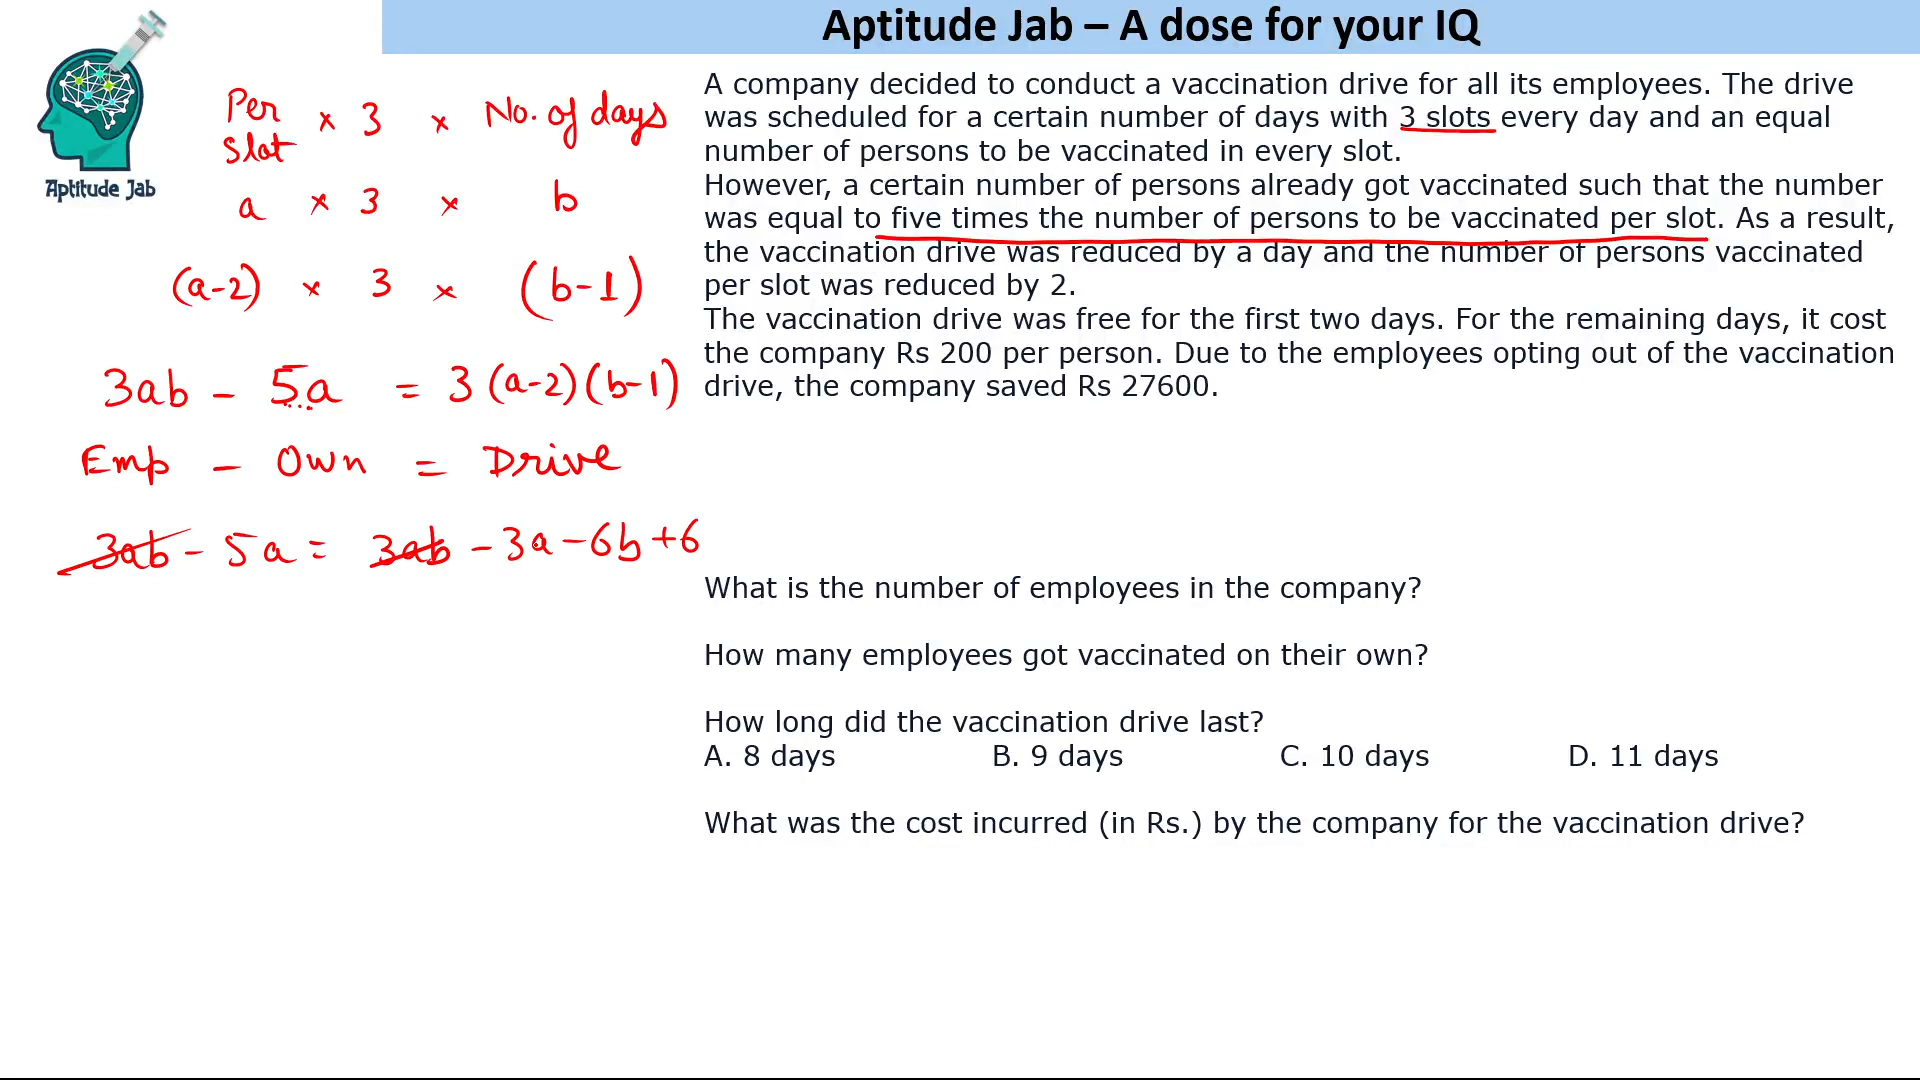 Aptitude Jab – A dose for your IQ
Aptitude Jab
Per slot × 3 × No. of days
a × 3 × b
(a-2) × 3 × (b-1)
3ab - 5a = 3(a-2)(b-1)
Emp - Own = Drive
3ab - 5a = 3ab - 3a - 6b + 6
A company decided to conduct a vaccination drive for all its employees. The drive
was scheduled for a certain number of days with 3 slots every day and an equal
number of persons to be vaccinated in every slot.
However, a certain number of persons already got vaccinated such that the number
was equal to five times the number of persons to be vaccinated per slot. As a result,
the vaccination drive was reduced by a day and the number of persons vaccinated
per slot was reduced by 2.
The vaccination drive was free for the first two days. For the remaining days, it cost
the company Rs 200 per person. Due to the employees opting out of the vaccination
drive, the company saved Rs 27600.
What is the number of employees in the company?
How many employees got vaccinated on their own?
How long did the vaccination drive last?
A. 8 days B. 9 days C. 10 days D. 11 days
What was the cost incurred (in Rs.) by the company for the vaccination drive?